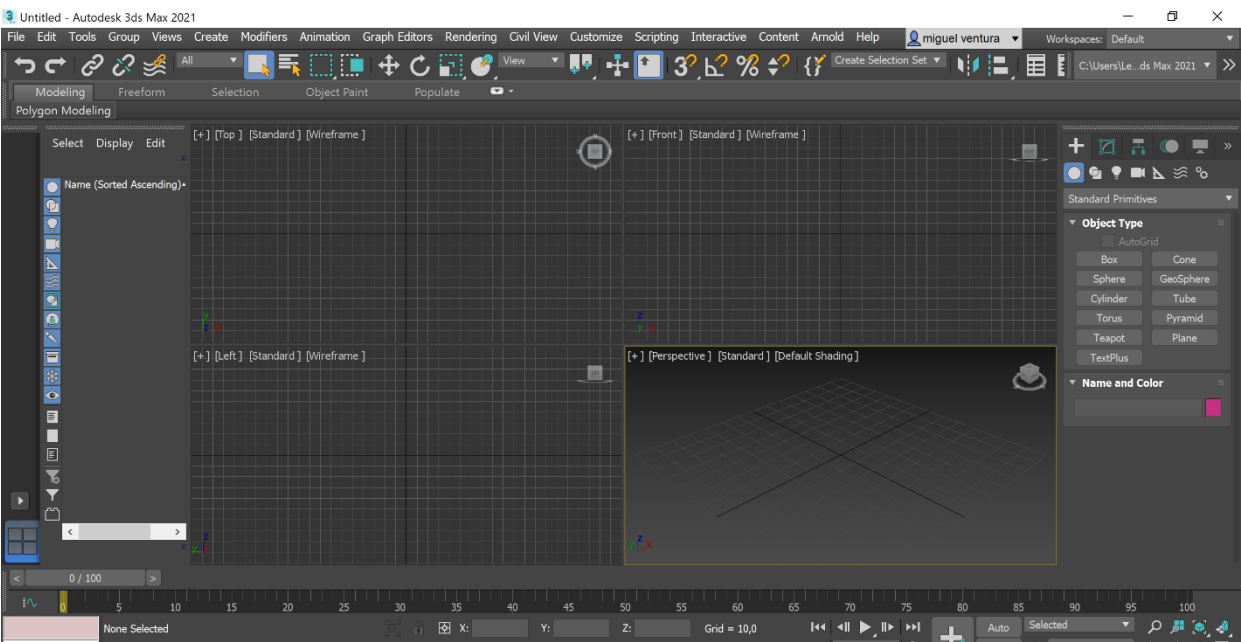 3 Untitled - Autodesk 3ds Max 2021
File Edit Tools Group Views Create Modifiers Animation Graph Editors Rendering Civil View Customize Scripting Interactive Content Arnold Help miguel ventura Workspaces: Default
All View Create Selection Set C:\Users\Le...ds Max 2021
Modeling Freeform Selection Object Paint Populate
Polygon Modeling
Select Display Edit
Name (Sorted Ascending)
[+] [Top] [Standard] [Wireframe]
y
z x
[+] [Front] [Standard] [Wireframe]
z
y x
[+] [Left] [Standard] [Wireframe]
z
y x
[+] [Perspective] [Standard] [Default Shading]
z
y x
Standard Primitives
Object Type
AutoGrid
Box Cone
Sphere GeoSphere
Cylinder Tube
Torus Pyramid
Teapot Plane
TextPlus
Name and Color
< 0 / 100 >
0 5 10 15 20 25 30 35 40 45 50 55 60 65 70 75 80 85 90 95 100
None Selected X: Y: Z: Grid = 10,0 Auto Selected